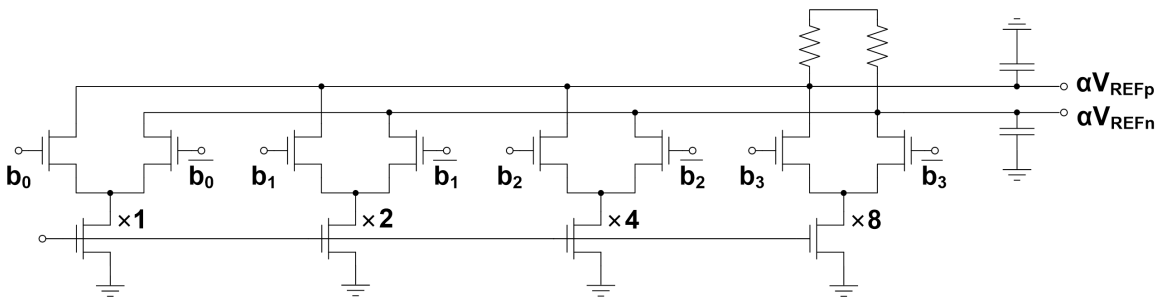 αV_REFp
αV_REFn
b₀ b̅₀ b₁ b̅₁ b₂ b̅₂ b₃ b̅₃
×1 ×2 ×4 ×8